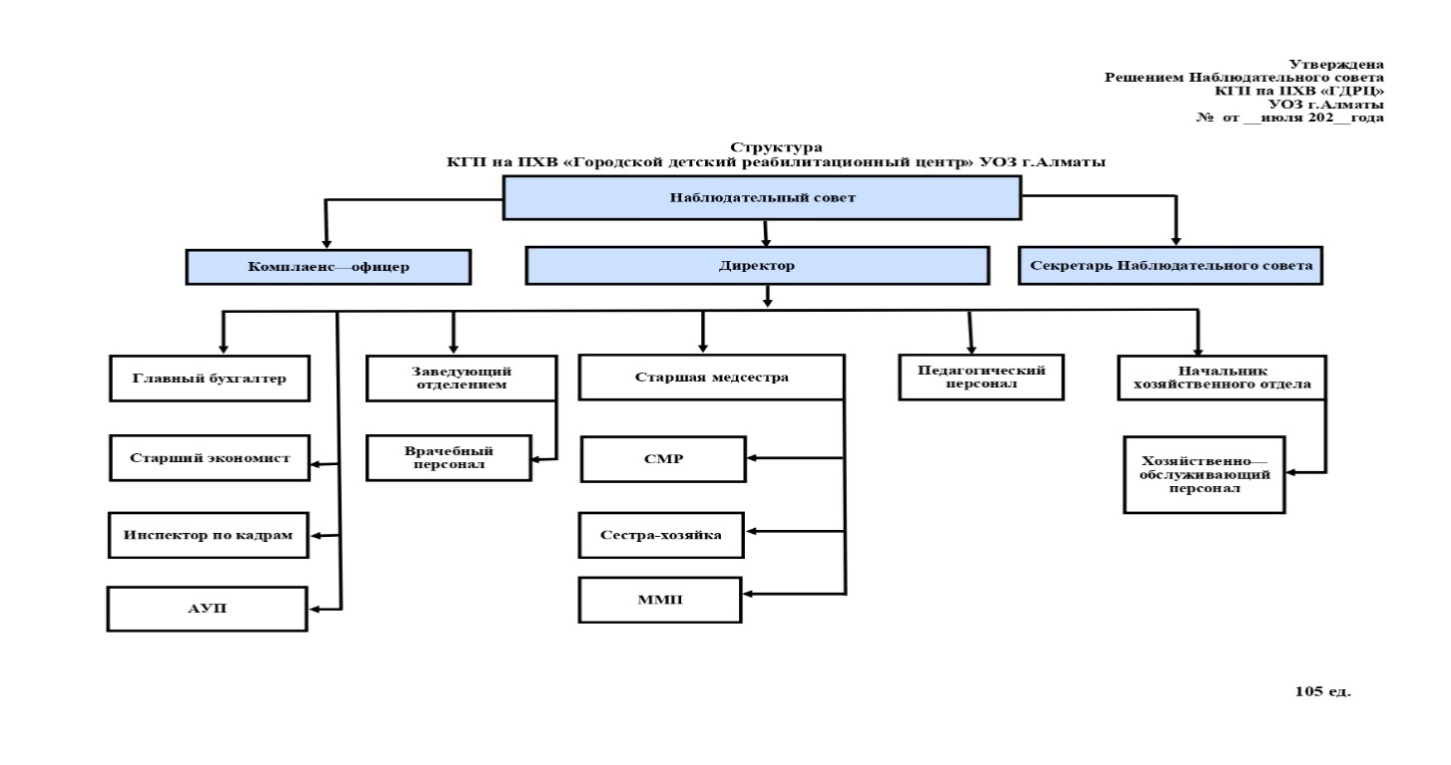 Утверждена
Решением Наблюдательного совета
КГП на ПХВ «ГДРЦ»
УОЗ г.Алматы
№ от __июля 202__года
Структура
КГП на ПХВ «Городской детский реабилитационный центр» УОЗ г.Алматы
Наблюдательный совет
Комплаенс—офицер
Директор
Секретарь Наблюдательного совета
Главный бухгалтер
Заведующий
отделением
Старшая медсестра
Педагогический
персонал
Начальник
хозяйственного отдела
Старший экономист
Врачебный
персонал
СМР
Хозяйственно—
обслуживающий
персонал
Инспектор по кадрам
Сестра-хозяйка
АУП
ММП
105 ед.